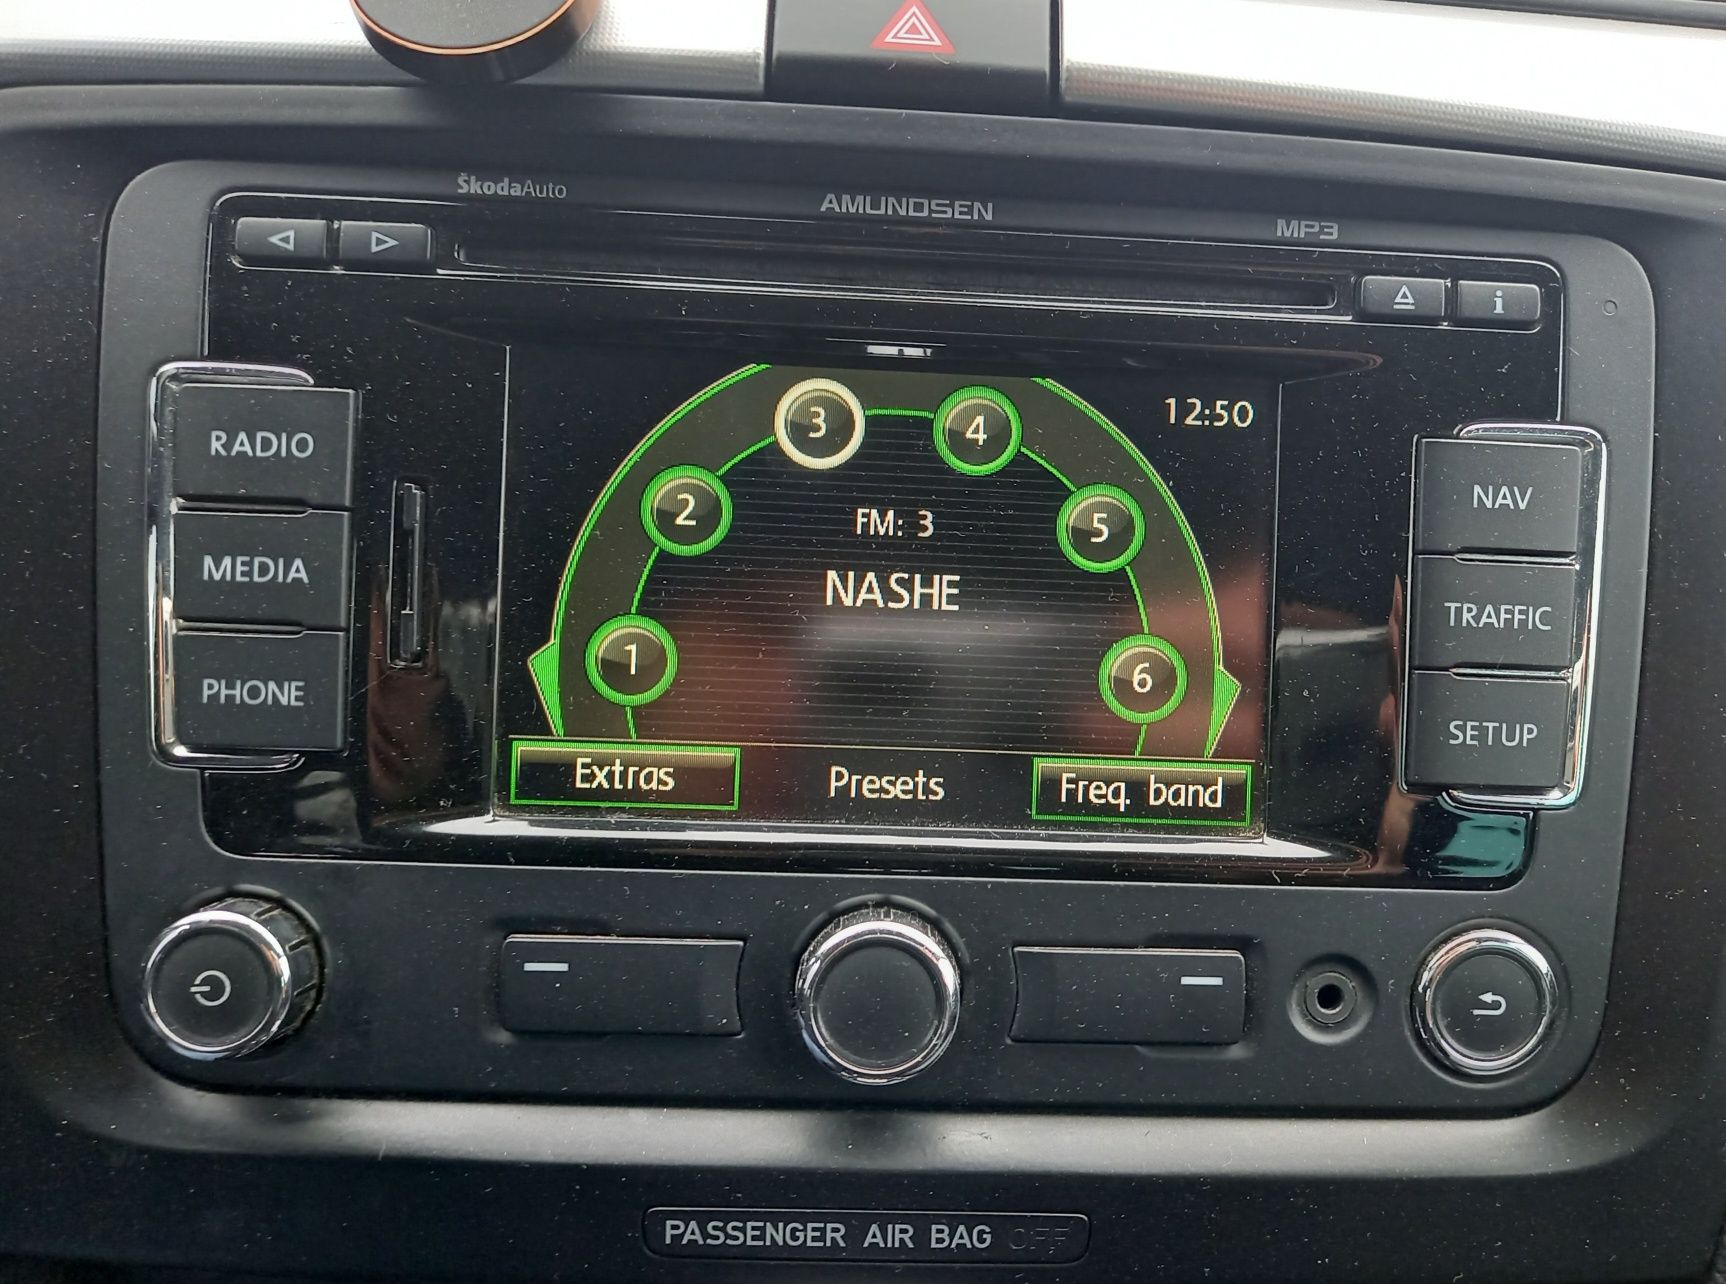 ŠkodaAuto
AMUNDSEN
MP3
i
RADIO
MEDIA
PHONE
3
4
12:50
2
5
FM: 3
NASHE
1
6
Extras
Presets
Freq. band
NAV
TRAFFIC
SETUP
PASSENGER AIR BAG OFF